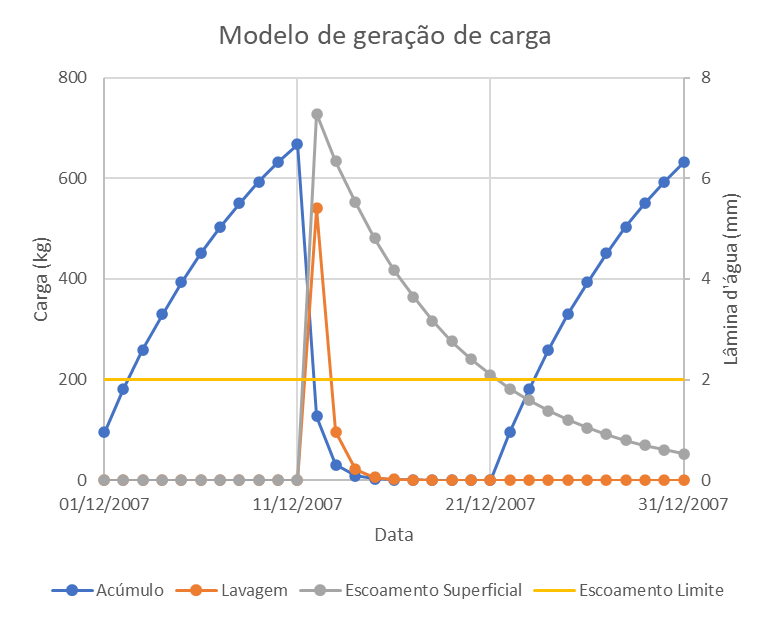 Modelo de geração de carga
800
600
400
200
0
Carga (kg)
8
6
4
2
0
Lâmina d'água (mm)
01/12/2007 11/12/2007 21/12/2007 31/12/2007
Data
Acúmulo Lavagem Escoamento Superficial Escoamento Limite